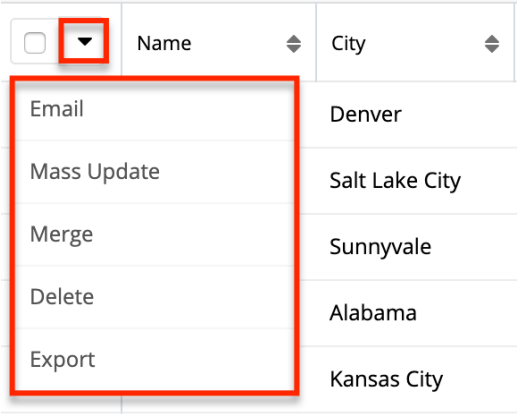 Name City
Email Denver
Mass Update Salt Lake City
Merge Sunnyvale
Delete Alabama
Export Kansas City